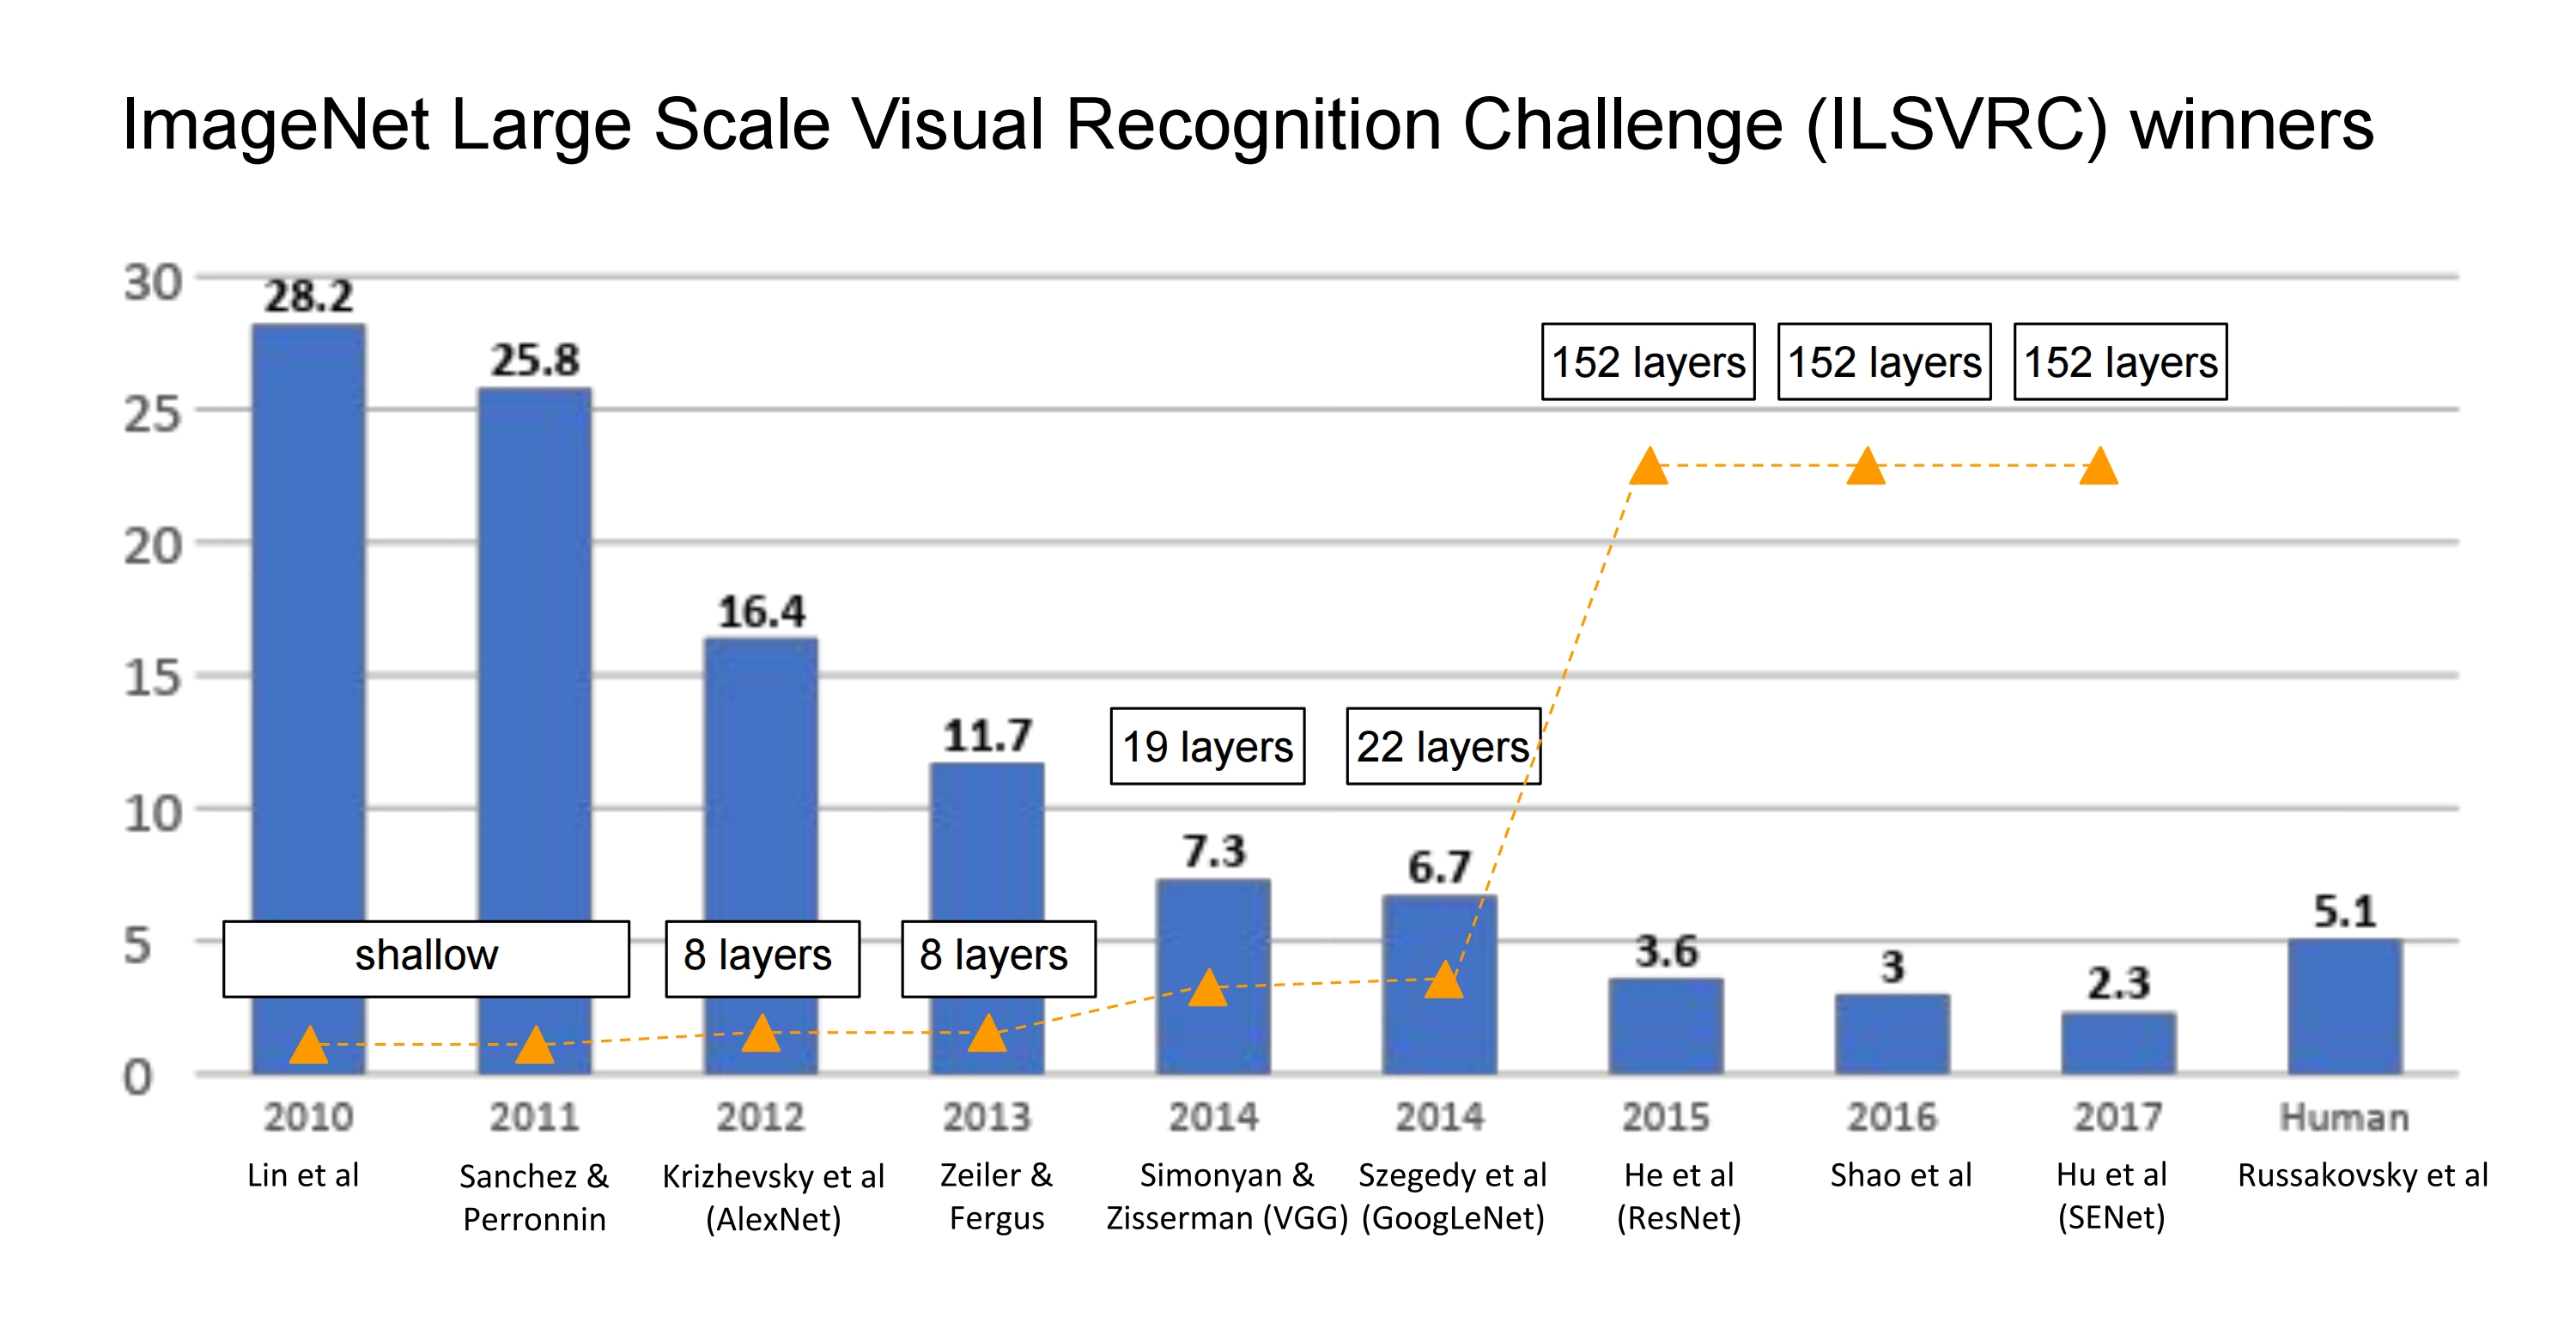 ImageNet Large Scale Visual Recognition Challenge (ILSVRC) winners
30
28.2
152 layers 152 layers 152 layers
25.8
25
20
16.4
15
11.7
19 layers 22 layers
10
7.3
6.7
5.1
5
shallow 8 layers 8 layers
3.6
3
2.3
0
2010 2011 2012 2013 2014 2014 2015 2016 2017 Human
Lin et al Sanchez & Krizhevsky et al Zeiler & Simonyan & Szegedy et al He et al Shao et al Hu et al Russakovsky et al
Perronnin (AlexNet) Fergus Zisserman (VGG) (GoogLeNet) (ResNet) (SENet)